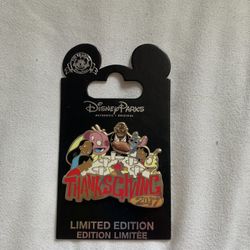 Disney Parks
AUTHENTIC ORIGINAL
THANKSGIVING
2017
LIMITED EDITION
EDITION LIMITÉE